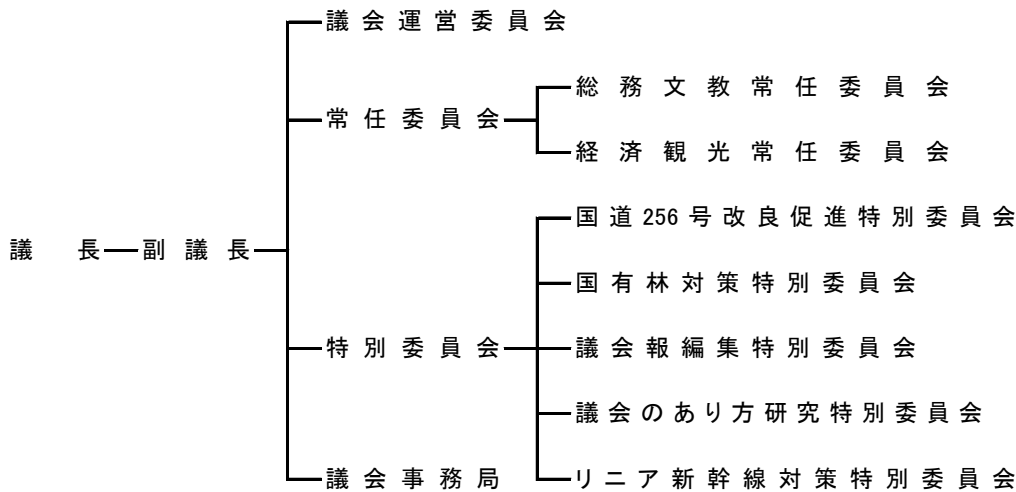 議会運営委員会
総務文教常任委員会
常任委員会
経済観光常任委員会
国道256号改良促進特別委員会
議長 副議長
国有林対策特別委員会
特別委員会 議会報編集特別委員会
議会のあり方研究特別委員会
議会事務局 リニア新幹線対策特別委員会